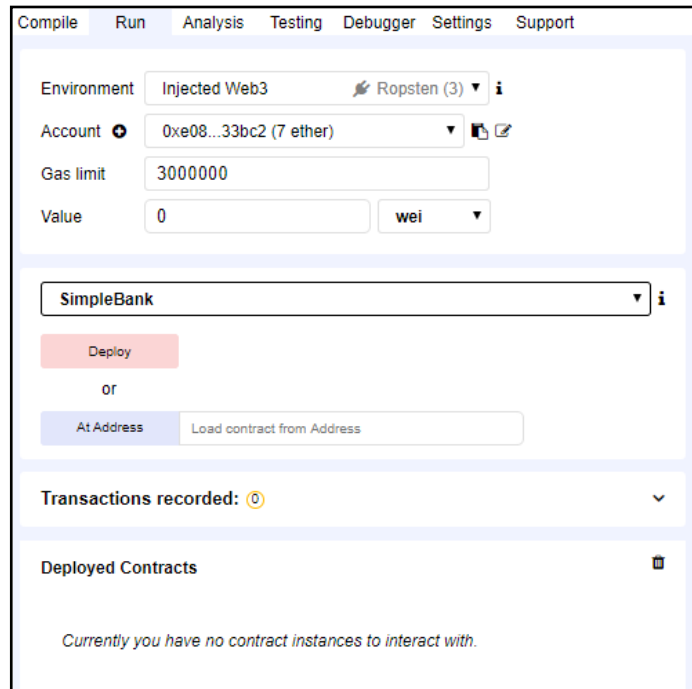 Compile Run Analysis Testing Debugger Settings Support
Environment Injected Web3 Ropsten (3)
Account 0xe08...33bc2 (7 ether)
Gas limit 3000000
Value 0 wei
SimpleBank
Deploy
or
At Address Load contract from Address
Transactions recorded: 0
Deployed Contracts
Currently you have no contract instances to interact with.